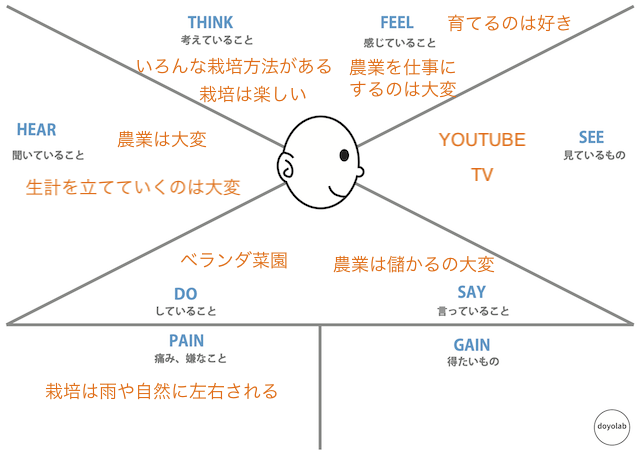 THINK
考えていること
いろんな栽培方法がある
栽培は楽しい
FEEL
感じていること
育てるのは好き
農業を仕事に
するのは大変
HEAR
聞いていること
農業は大変
生計を立てていくのは大変
YOUTUBE
TV
SEE
見ているもの
ベランダ菜園
DO
していること
農業は儲かるの大変
SAY
言っていること
PAIN
痛み、嫌なこと
栽培は雨や自然に左右される
GAIN
得たいもの
doyolab